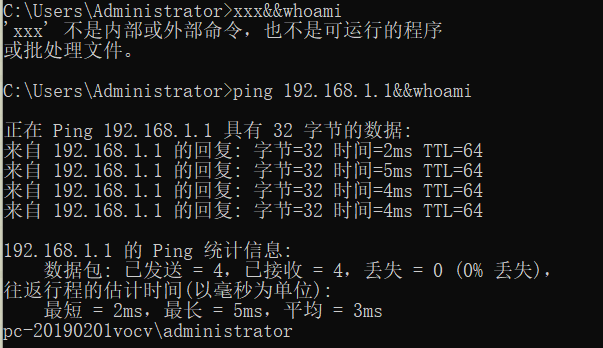 C:\Users\Administrator>xxx&&whoami
'xxx' 不是内部或外部命令，也不是可运行的程序
或批处理文件。
C:\Users\Administrator>ping 192.168.1.1&&whoami
正在 Ping 192.168.1.1 具有 32 字节的数据:
来自 192.168.1.1 的回复: 字节=32 时间=2ms TTL=64
来自 192.168.1.1 的回复: 字节=32 时间=5ms TTL=64
来自 192.168.1.1 的回复: 字节=32 时间=4ms TTL=64
来自 192.168.1.1 的回复: 字节=32 时间=4ms TTL=64
192.168.1.1 的 Ping 统计信息:
数据包: 已发送 = 4，已接收 = 4，丢失 = 0 (0% 丢失)，
往返行程的估计时间(以毫秒为单位):
最短 = 2ms，最长 = 5ms，平均 = 3ms
pc-20190201vocv\administrator